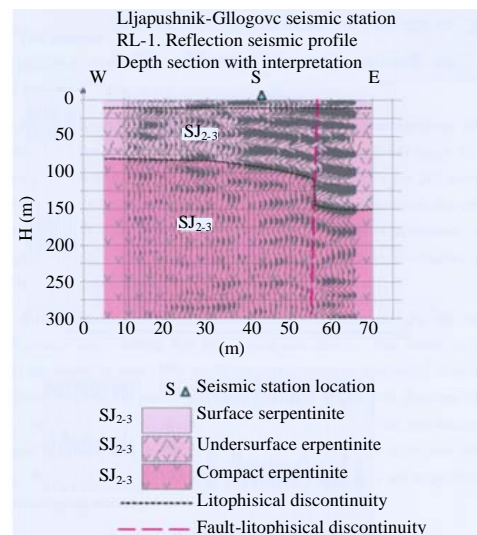 Lljapushnik-Gllogovc seismic station
RL-1. Reflection seismic profile
Depth section with interpretation
W S E
0
50
100
150
200
250
300
H (m)
SJ2-3
SJ2-3
0 10 20 30 40 50 60 70
(m)
S Seismic station location
SJ2-3 Surface serpentinite
SJ2-3 Undersurface erpentinite
SJ2-3 Compact erpentinite
Litophisical discontinuity
Fault-litophisical discontinuity